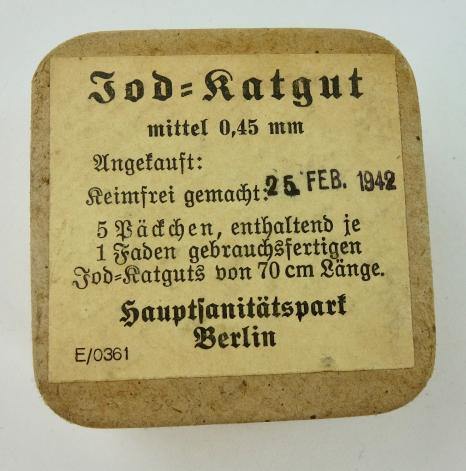 Jod-Katgut
mittel 0,45 mm
Angekauft:
Keimfrei gemacht: 25. FEB. 1942
5 Päckchen, enthaltend je
1 Faden gebrauchsfertigen
Jod-Katguts von 70 cm Länge.
Hauptsanitätspark
Berlin
E/0361